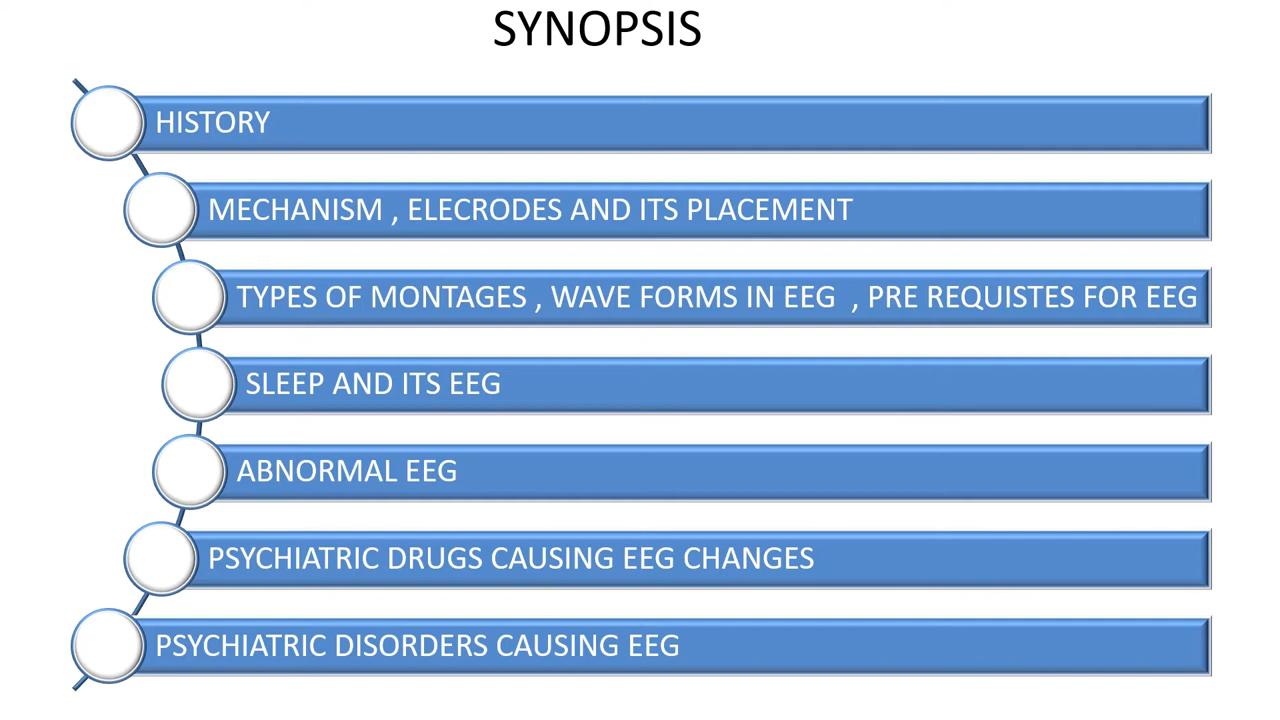 SYNOPSIS
HISTORY
MECHANISM , ELECRODES AND ITS PLACEMENT
TYPES OF MONTAGES , WAVE FORMS IN EEG , PRE REQUISTES FOR EEG
SLEEP AND ITS EEG
ABNORMAL EEG
PSYCHIATRIC DRUGS CAUSING EEG CHANGES
PSYCHIATRIC DISORDERS CAUSING EEG